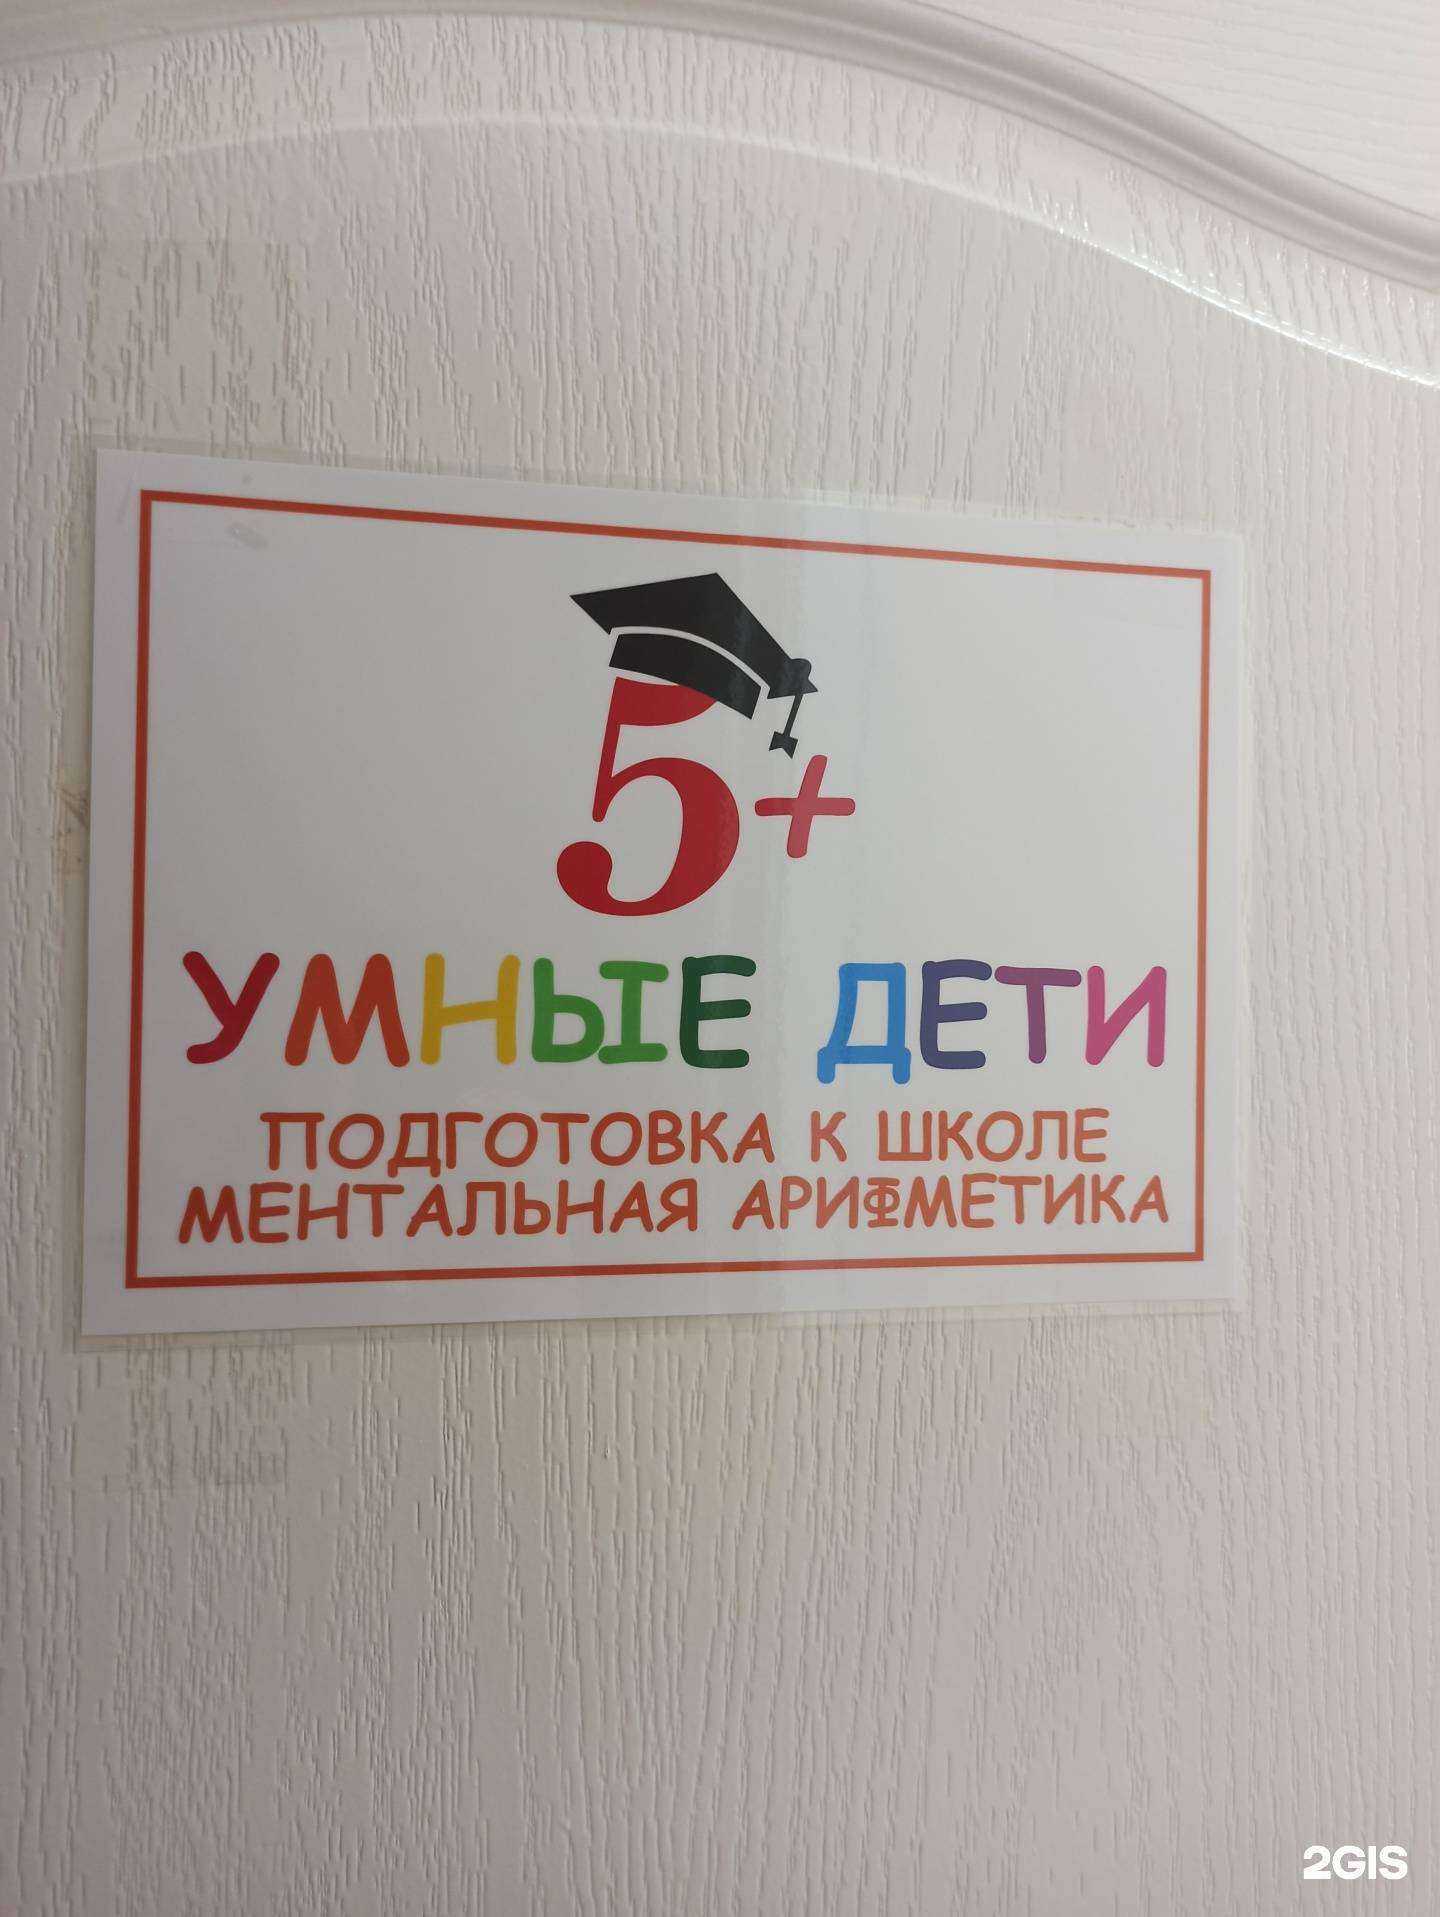 5+
УМНЫЕ ДЕТИ
ПОДГОТОВКА К ШКОЛЕ
МЕНТАЛЬНАЯ АРИФМЕТИКА
2GIS